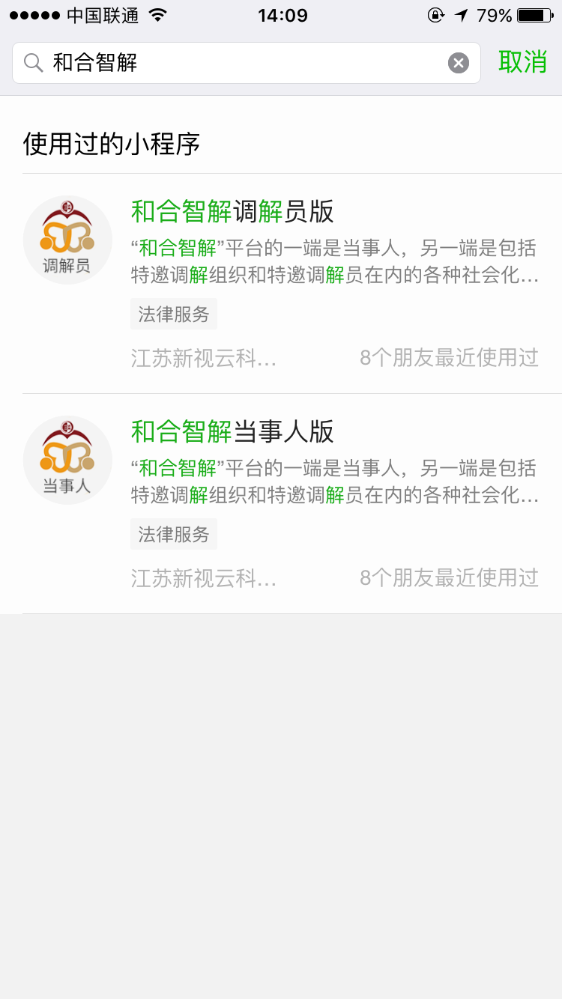 中国联通 14:09 79%
和合智解 取消
使用过的小程序
和合智解调解员版
“和合智解”平台的一端是当事人，另一端是包括
特邀调解组织和特邀调解员在内的各种社会化...
调解员
法律服务
江苏新视云科... 8个朋友最近使用过
和合智解当事人版
“和合智解”平台的一端是当事人，另一端是包括
特邀调解组织和特邀调解员在内的各种社会化...
当事人
法律服务
江苏新视云科... 8个朋友最近使用过